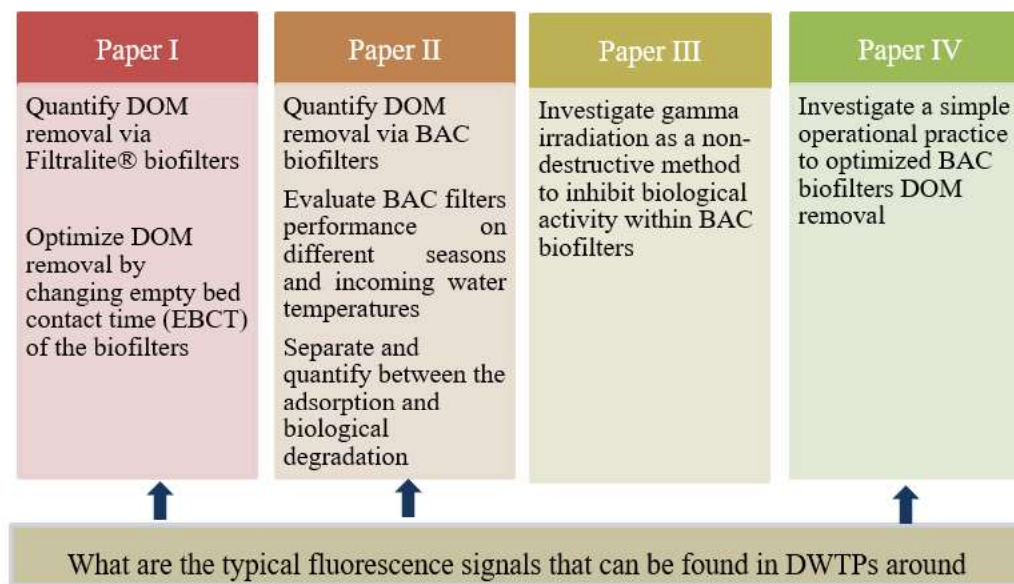 Paper I
Quantify DOM
removal via
Filtralite® biofilters
Optimize DOM
removal by
changing empty bed
contact time (EBCT)
of the biofilters
Paper II
Quantify DOM
removal via BAC
biofilters
Evaluate BAC filters
performance on
different seasons
and incoming water
temperatures
Separate and
quantify between the
adsorption and
biological
degradation
Paper III
Investigate gamma
irradiation as a non-
destructive method
to inhibit biological
activity within BAC
biofilters
Paper IV
Investigate a simple
operational practice
to optimized BAC
biofilters DOM
removal
What are the typical fluorescence signals that can be found in DWTPs around